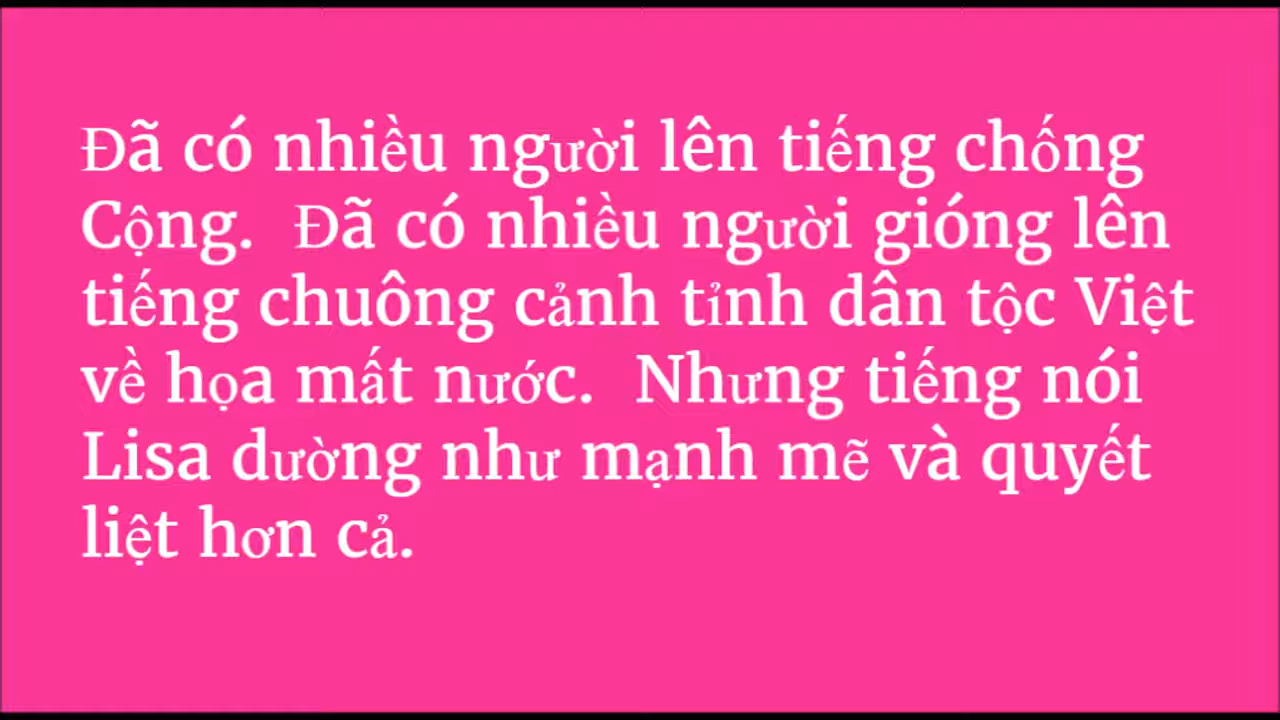 Đã có nhiều người lên tiếng chống
Cộng.  Đã có nhiều người gióng lên
tiếng chuông cảnh tỉnh dân tộc Việt
về họa mất nước.  Nhưng tiếng nói
Lisa dường như mạnh mẽ và quyết
liệt hơn cả.